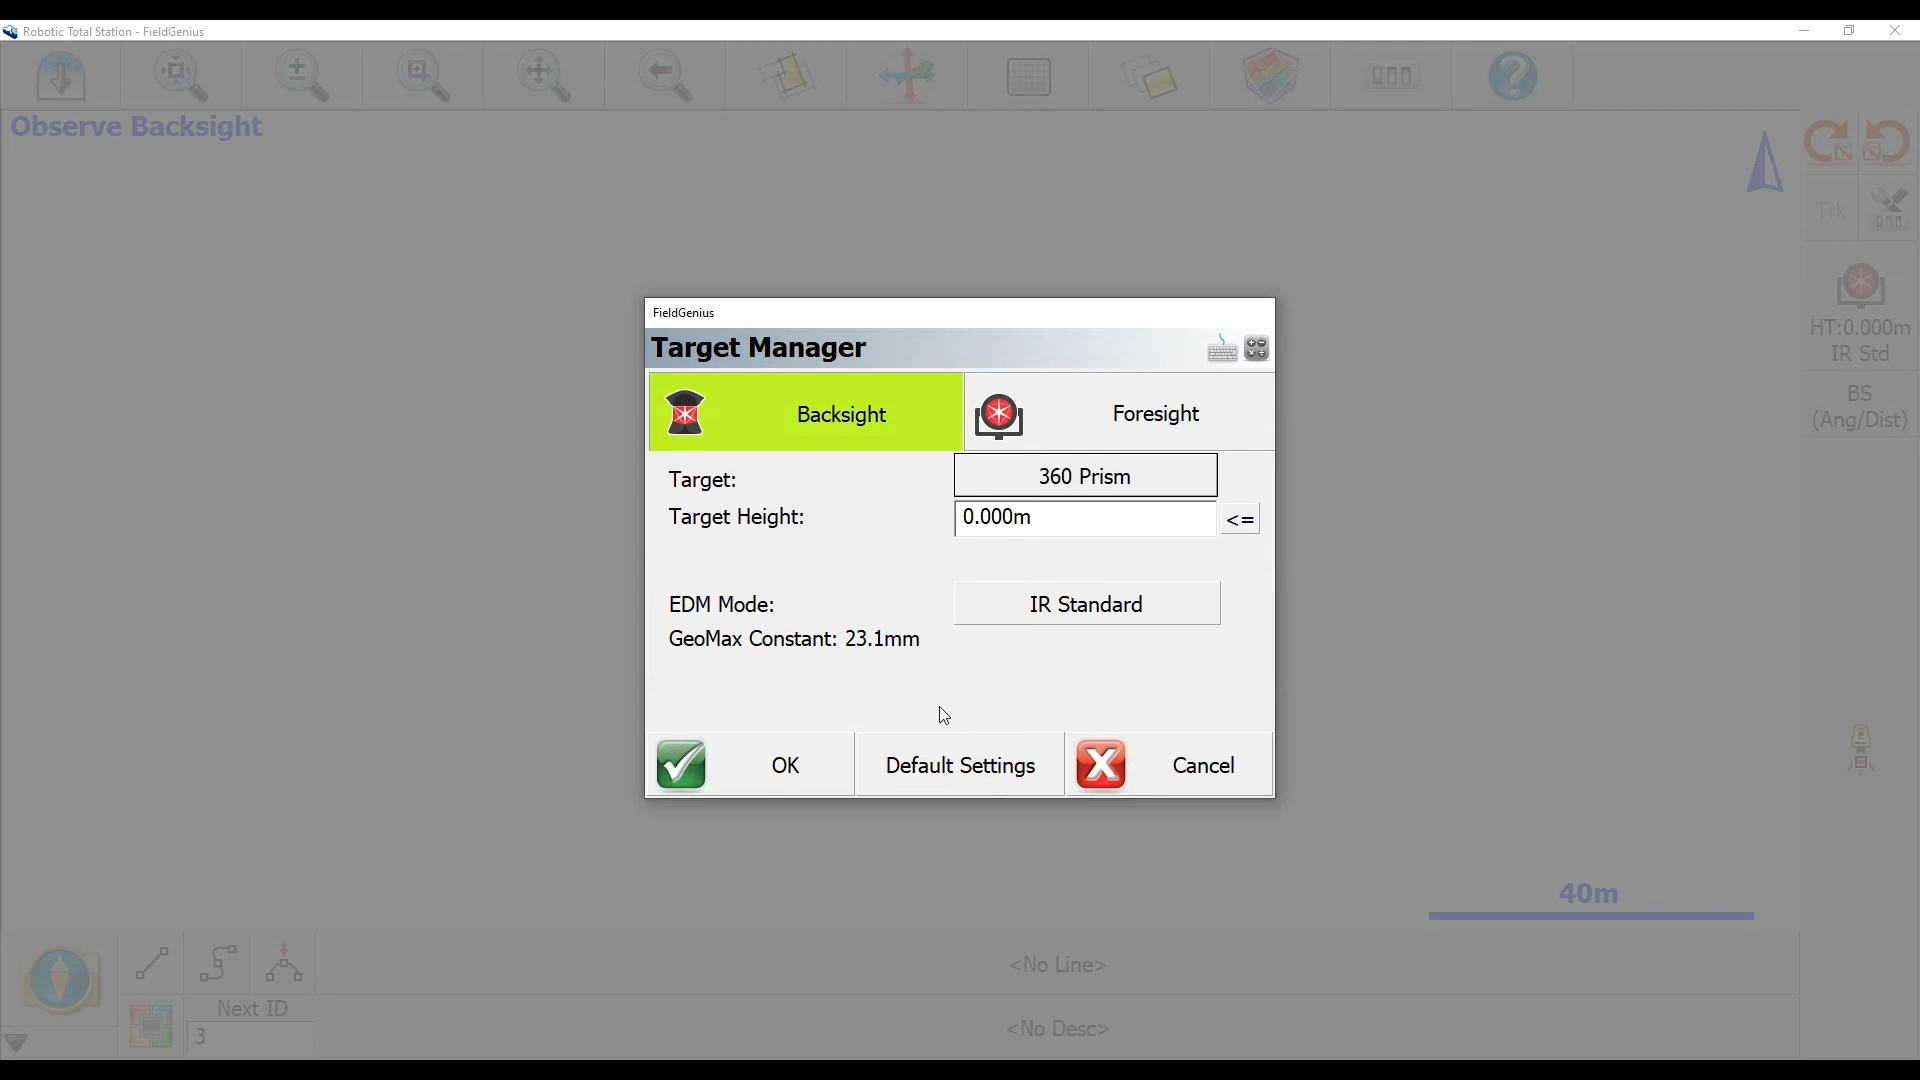 Robotic Total Station - FieldGenius
Observe Backsight
Trk
HT:0.000m
IR Std
BS
(Ang/Dist)
FieldGenius
Target Manager
Backsight
Foresight
Target:
360 Prism
Target Height:
0.000m
<=
EDM Mode:
IR Standard
GeoMax Constant: 23.1mm
OK
Default Settings
Cancel
40m
<No Line>
Next ID
3
<No Desc>